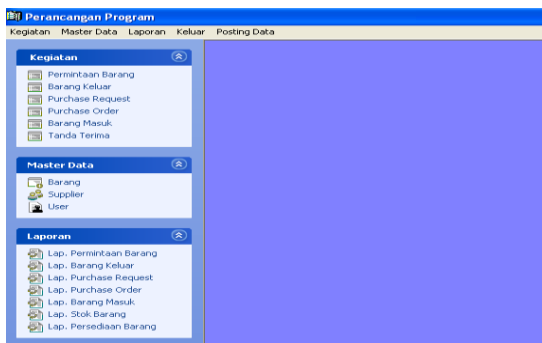 Perancangan Program
Kegiatan Master Data Laporan Keluar Posting Data
Kegiatan
Permintaan Barang
Barang Keluar
Purchase Request
Purchase Order
Barang Masuk
Tanda Terima
Master Data
Barang
Supplier
User
Laporan
Lap. Permintaan Barang
Lap. Barang Keluar
Lap. Purchase Request
Lap. Purchase Order
Lap. Barang Masuk
Lap. Stok Barang
Lap. Persediaan Barang